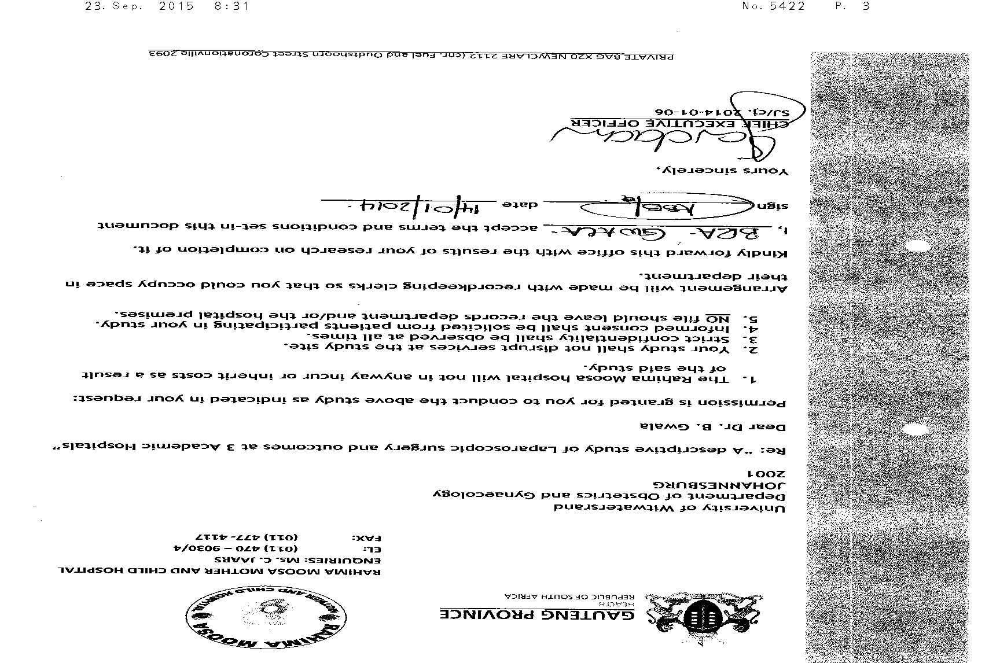 23. Sep. 2015 8:31 No. 5422 P. 3
GAUTENG PROVINCE
HEALTH
REPUBLIC OF SOUTH AFRICA
RAHIMA MOOSA
MOTHER AND CHILD HOSPITAL
RAHIMA MOOSA MOTHER AND CHILD HOSPITAL
ENQUIRIES: Ms. C. JAARS
EL: (011) 470 – 9030/4
FAX: (011) 477- 4117
University of Witwatersrand
Department of Obstetrics and Gynaecology
JOHANNESBURG
2001
Re: “A descriptive study of Laparoscopic surgery and outcomes at 3 Academic Hospitals”
Dear Dr. B. Gwala
Permission is granted for you to conduct the above study as indicated in your request:
1. The Rahima Moosa hospital will not in anyway incur or inherit costs as a result
of the said study.
2. Your study shall not disrupt services at the study site.
3. Strict confidentiality shall be observed at all times.
4. Informed consent shall be solicited from patients participating in your study.
5. NO file should leave the records department and/or the hospital premises.
Arrangement will be made with recordkeeping clerks so that you could occupy space in
their department.
Kindly forward this office with the results of your research on completion of it.
I, GWALA accept the terms and conditions set-in this document
sign date 14/01/2014.
Yours sincerely,
CHIEF EXECUTIVE OFFICER
SJ/cj. 2014-01-06
PRIVATE BAG X20 NEWCLARE 2112 (cnr. Fuel and Oudtshoorn Street Coronationville 2093